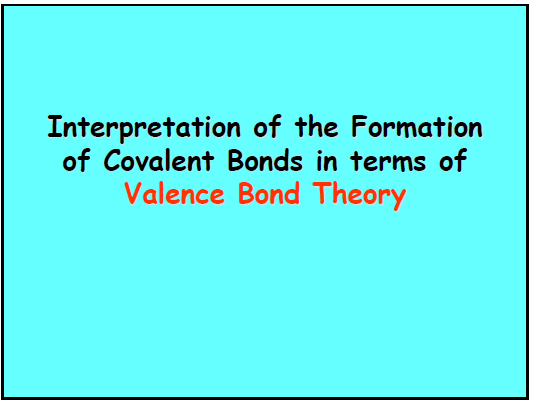 Interpretation of the Formation
of Covalent Bonds in terms of
Valence Bond Theory